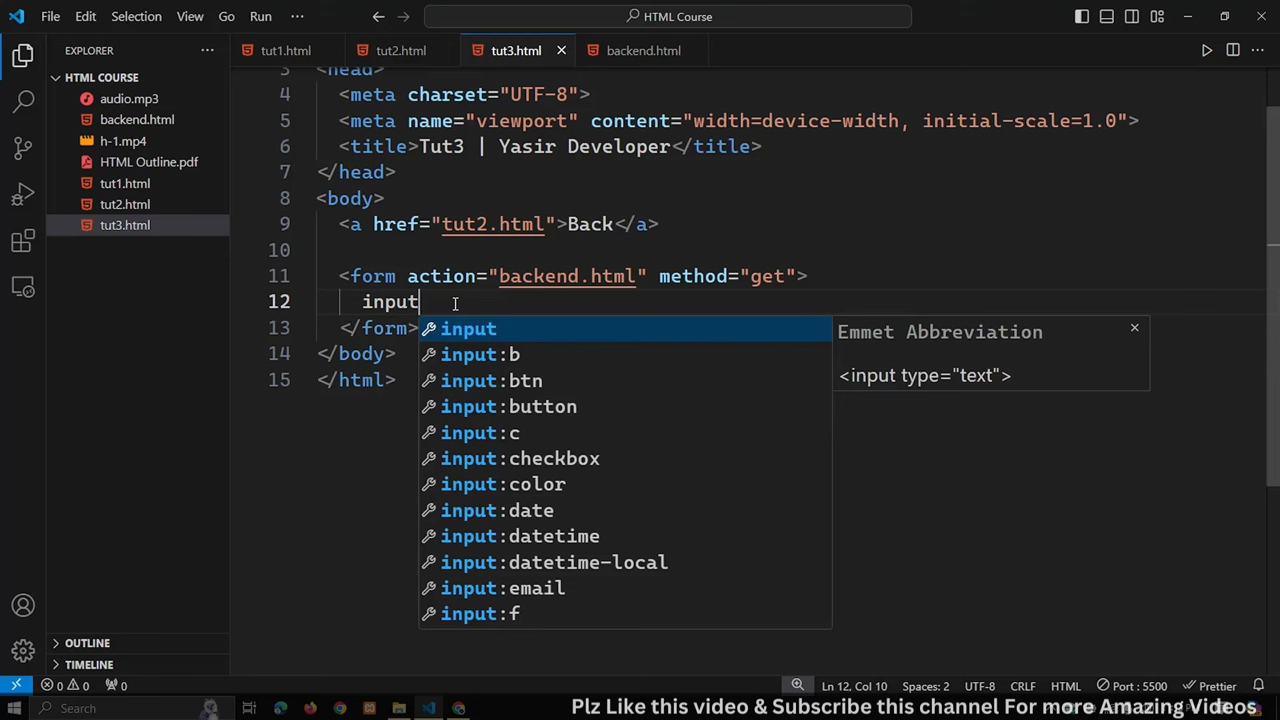 File Edit Selection View Go Run ··· HTML Course
EXPLORER ···
tut1.html tut2.html tut3.html backend.html
HTML COURSE
audio.mp3
backend.html
h-1.mp4
HTML Outline.pdf
tut1.html
tut2.html
tut3.html
OUTLINE
TIMELINE
3 <head>
4 <meta charset="UTF-8">
5 <meta name="viewport" content="width=device-width, initial-scale=1.0">
6 <title>Tut3 | Yasir Developer</title>
7 </head>
8 <body>
9 <a href="tut2.html">Back</a>
10
11 <form action="backend.html" method="get">
12 input
13 </form>
14 </body>
15 </html>
input
input:b
input:btn
input:button
input:c
input:checkbox
input:color
input:date
input:datetime
input:datetime-local
input:email
input:f
Emmet Abbreviation
<input type="text">
0 0 0 Ln 12, Col 10 Spaces: 2 UTF-8 CRLF HTML Port : 5500 Prettier
Search
Plz Like this video & Subscribe this channel For more Amazing Videos